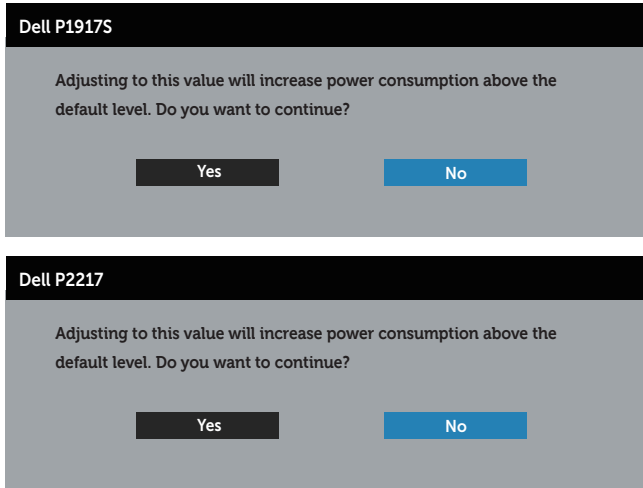 Dell P1917S
Adjusting to this value will increase power consumption above the
default level. Do you want to continue?
Yes No
Dell P2217
Adjusting to this value will increase power consumption above the
default level. Do you want to continue?
Yes No